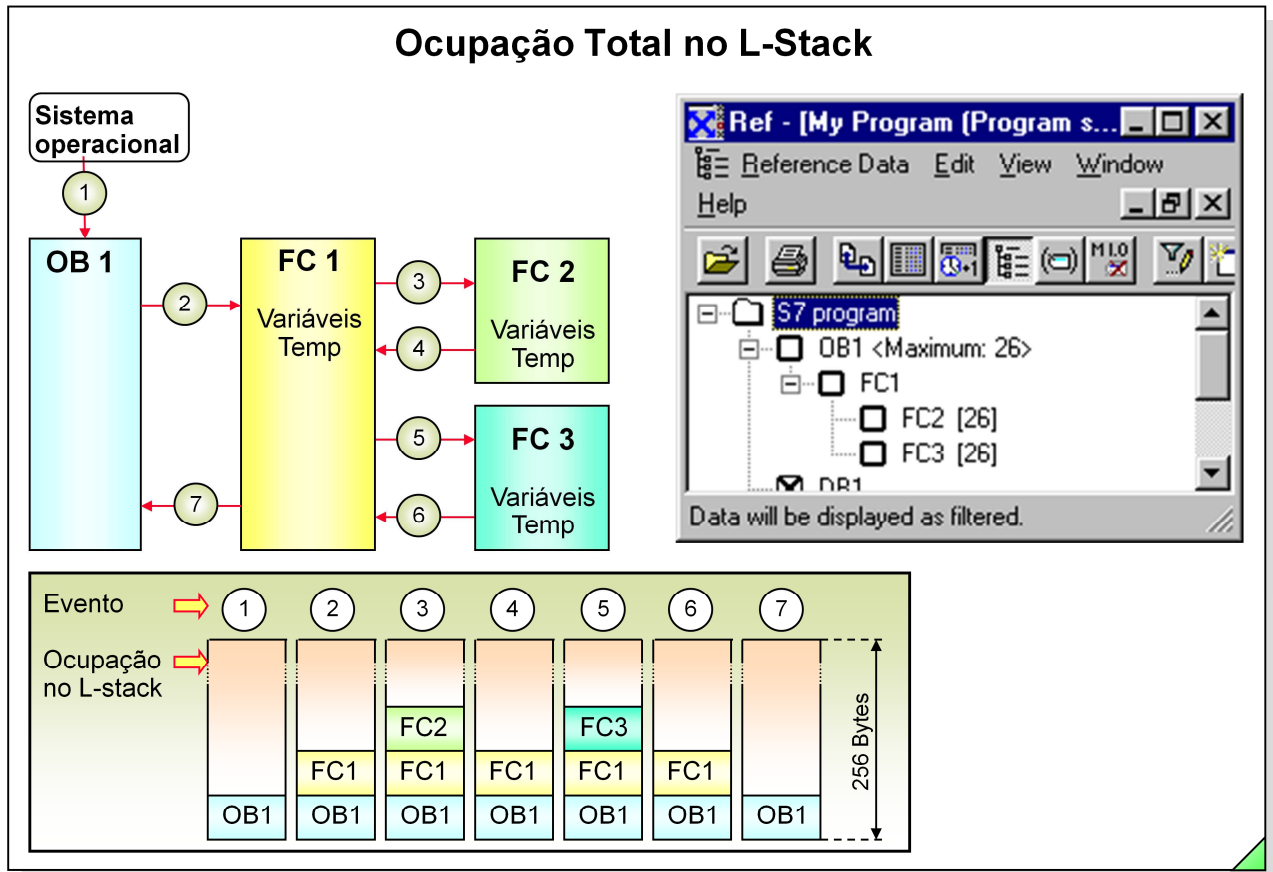 Ocupação Total no L-Stack
Sistema
operacional
1
OB 1
2
FC 1
Variáveis
Temp
3
FC 2
Variáveis
Temp
4
5
FC 3
Variáveis
Temp
6
7
Ref - [My Program (Program s...
Reference Data Edit View Window
Help
M I.O
S7 program
OB1 <Maximum: 26>
FC1
FC2 [26]
FC3 [26]
DB1
Data will be displayed as filtered.
Evento
1 2 3 4 5 6 7
Ocupação
no L-stack
FC2 FC3
FC1 FC1 FC1 FC1 FC1
OB1 OB1 OB1 OB1 OB1 OB1 OB1
256 Bytes